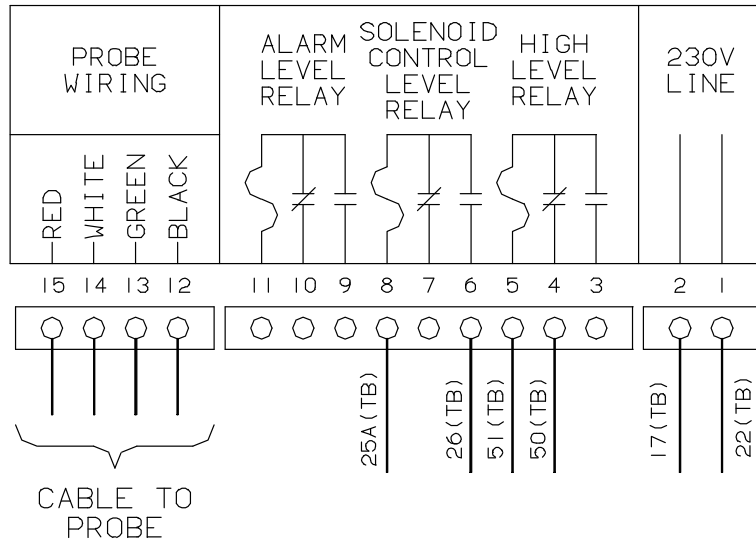 PROBE
WIRING
ALARM
LEVEL
RELAY
SOLENOID
CONTROL
LEVEL
RELAY
HIGH
LEVEL
RELAY
230V
LINE
RED
WHITE
GREEN
BLACK
15 14 13 12 11 10 9 8 7 6 5 4 3 2 1
25A(TB)
26(TB)
51(TB)
50(TB)
17(TB)
22(TB)
CABLE TO
PROBE